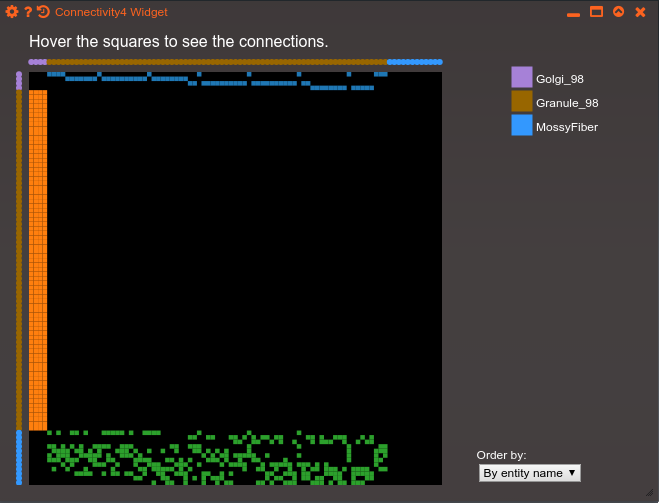 ? Connectivity4 Widget
Hover the squares to see the connections.
Golgi_98
Granule_98
MossyFiber
Order by:
By entity name ▼